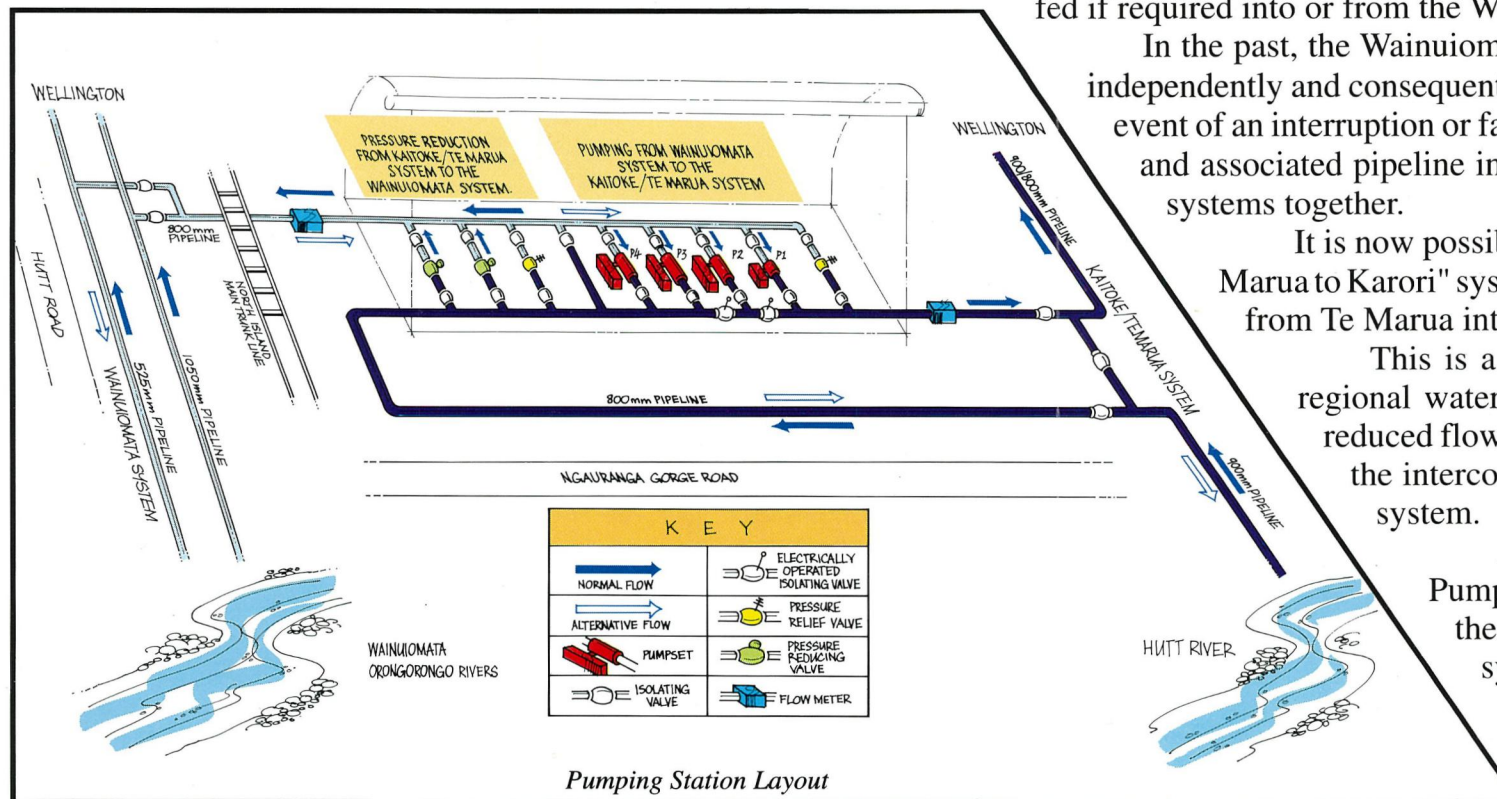 fed if required into or from the W
In the past, the Wainuiom
independently and consequent
event of an interruption or fa
and associated pipeline in
systems together.
It is now possib
Marua to Karori" sys
from Te Marua int
This is a
regional water
reduced flow
the interco
system.
Pump
the
sy
WELLINGTON
PRESSURE REDUCTION
FROM KAITOKE/TE MARUA
SYSTEM TO THE
WAINUIOMATA SYSTEM.
PUMPING FROM WAINUIOMATA
SYSTEM TO THE
KAITOKE/TE MARUA SYSTEM
WELLINGTON
900/800mm PIPELINE
800mm
PIPELINE
P4
P3
P2
P1
HUTT ROAD
NORTH ISLAND
MAIN TRUNK LINE
KAITOKE/TEMARUA SYSTEM
WAINUIOMATA SYSTEM
525mm PIPELINE
1050mm PIPELINE
800mm PIPELINE
900mm PIPELINE
NGAURANGA GORGE ROAD
KEY
NORMAL FLOW
ELECTRICALLY
OPERATED
ISOLATING VALVE
ALTERNATIVE FLOW
PRESSURE
RELIEF VALVE
PUMPSET
PRESSURE
REDUCING
VALVE
ISOLATING
VALVE
FLOW METER
WAINUIOMATA
ORONGORONGO RIVERS
HUTT RIVER
Pumping Station Layout